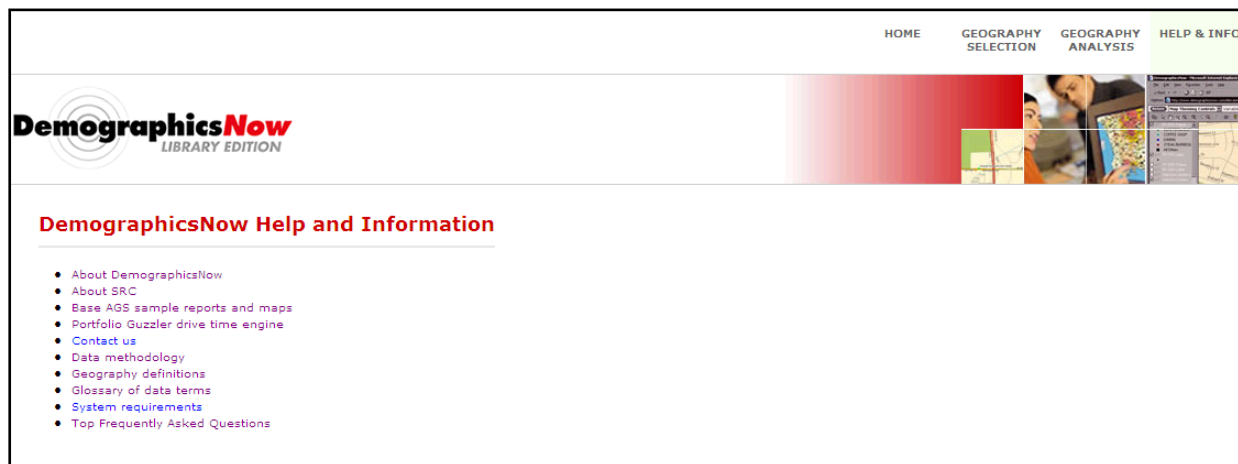 HOME
GEOGRAPHY SELECTION
GEOGRAPHY ANALYSIS
HELP & INFO
DemographicsNow
LIBRARY EDITION
DemographicsNow Help and Information
About DemographicsNow
About SRC
Base AGS sample reports and maps
Portfolio Guzzler drive time engine
Contact us
Data methodology
Geography definitions
Glossary of data terms
System requirements
Top Frequently Asked Questions